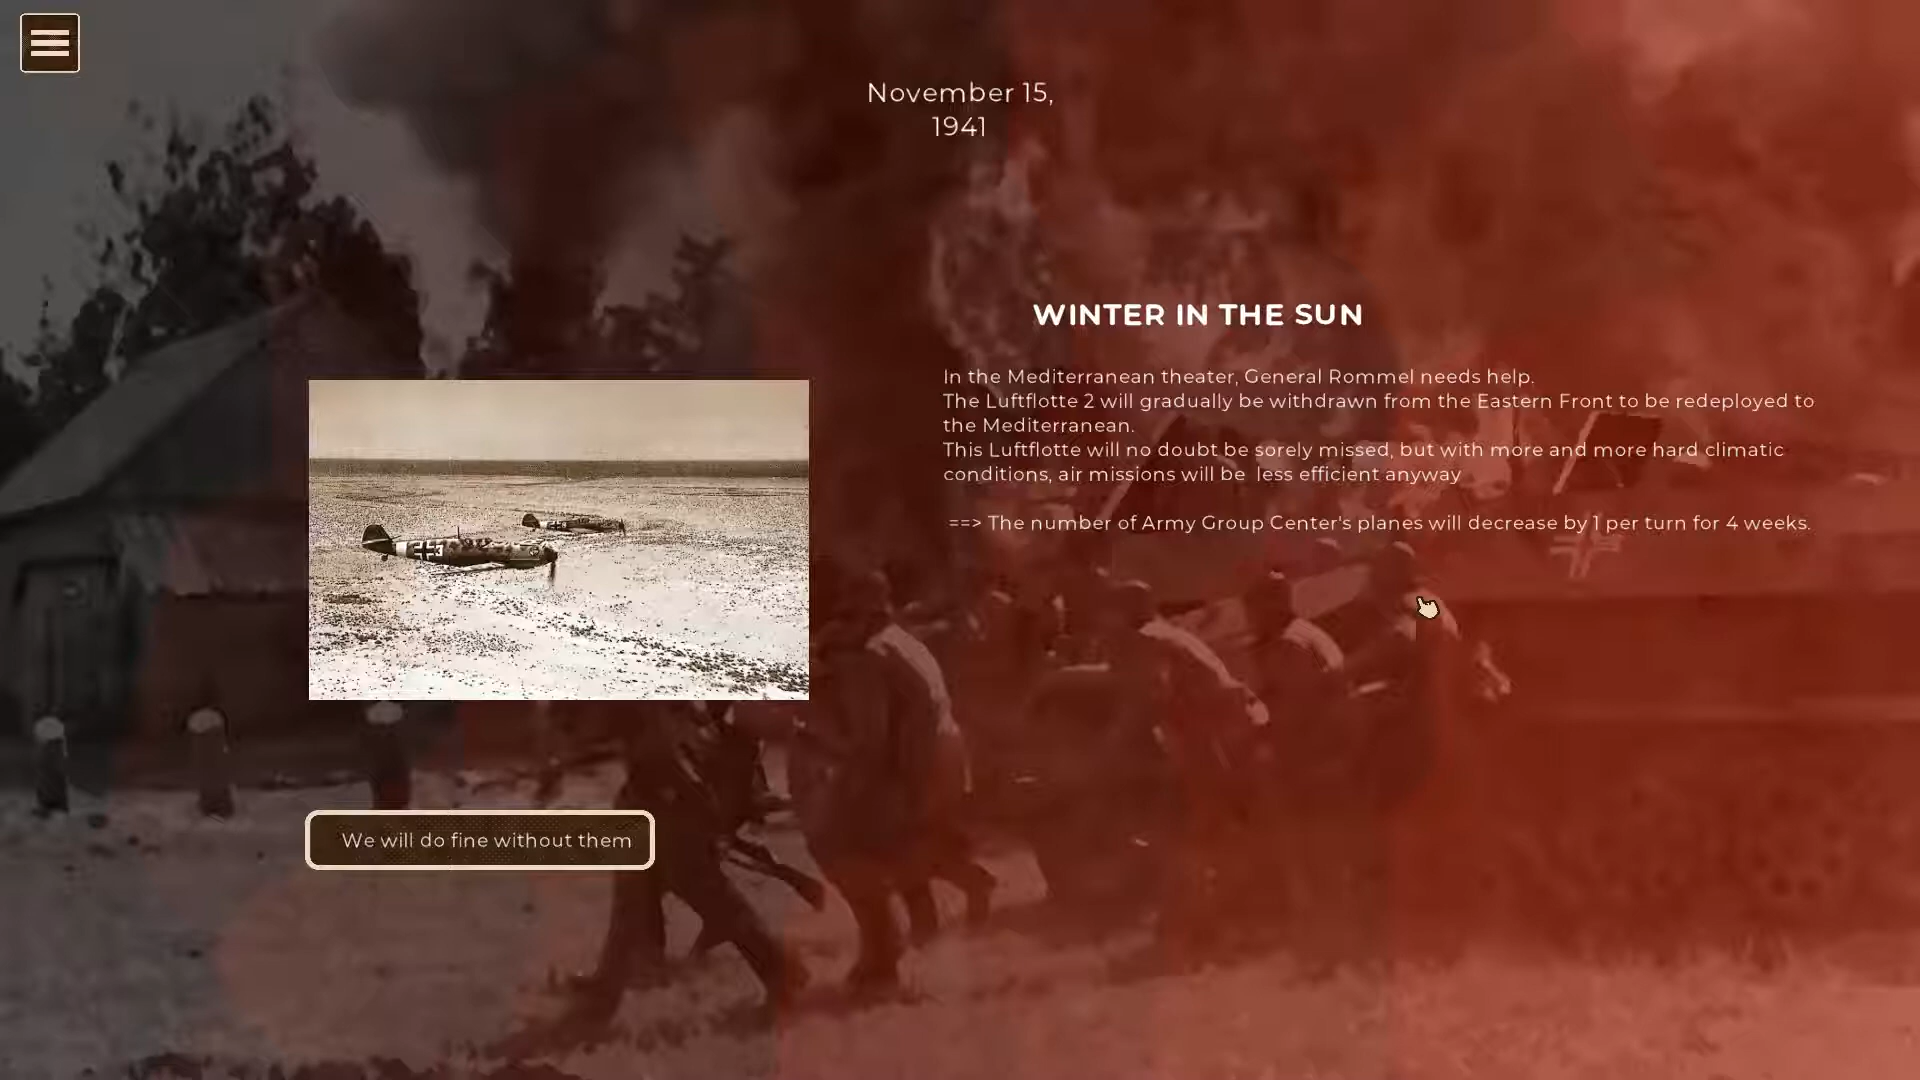 November 15,
1941
WINTER IN THE SUN
In the Mediterranean theater, General Rommel needs help.
The Luftflotte 2 will gradually be withdrawn from the Eastern Front to be redeployed to
the Mediterranean.
This Luftflotte will no doubt be sorely missed, but with more and more hard climatic
conditions, air missions will be  less efficient anyway
==> The number of Army Group Center's planes will decrease by 1 per turn for 4 weeks.
3
We will do fine without them